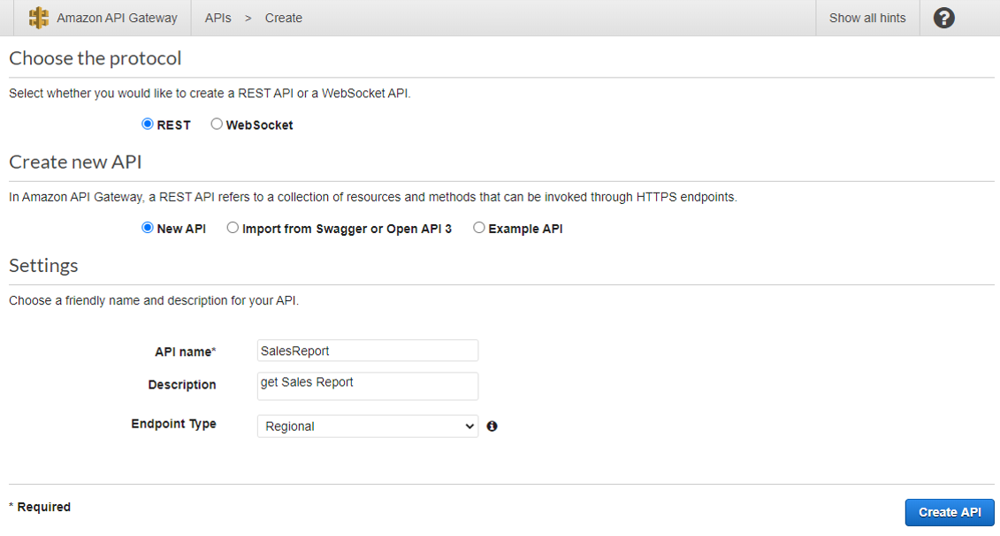 Amazon API Gateway APIs > Create Show all hints ?
Choose the protocol
Select whether you would like to create a REST API or a WebSocket API.
REST WebSocket
Create new API
In Amazon API Gateway, a REST API refers to a collection of resources and methods that can be invoked through HTTPS endpoints.
New API Import from Swagger or Open API 3 Example API
Settings
Choose a friendly name and description for your API.
API name* SalesReport
Description get Sales Report
Endpoint Type Regional
* Required Create API